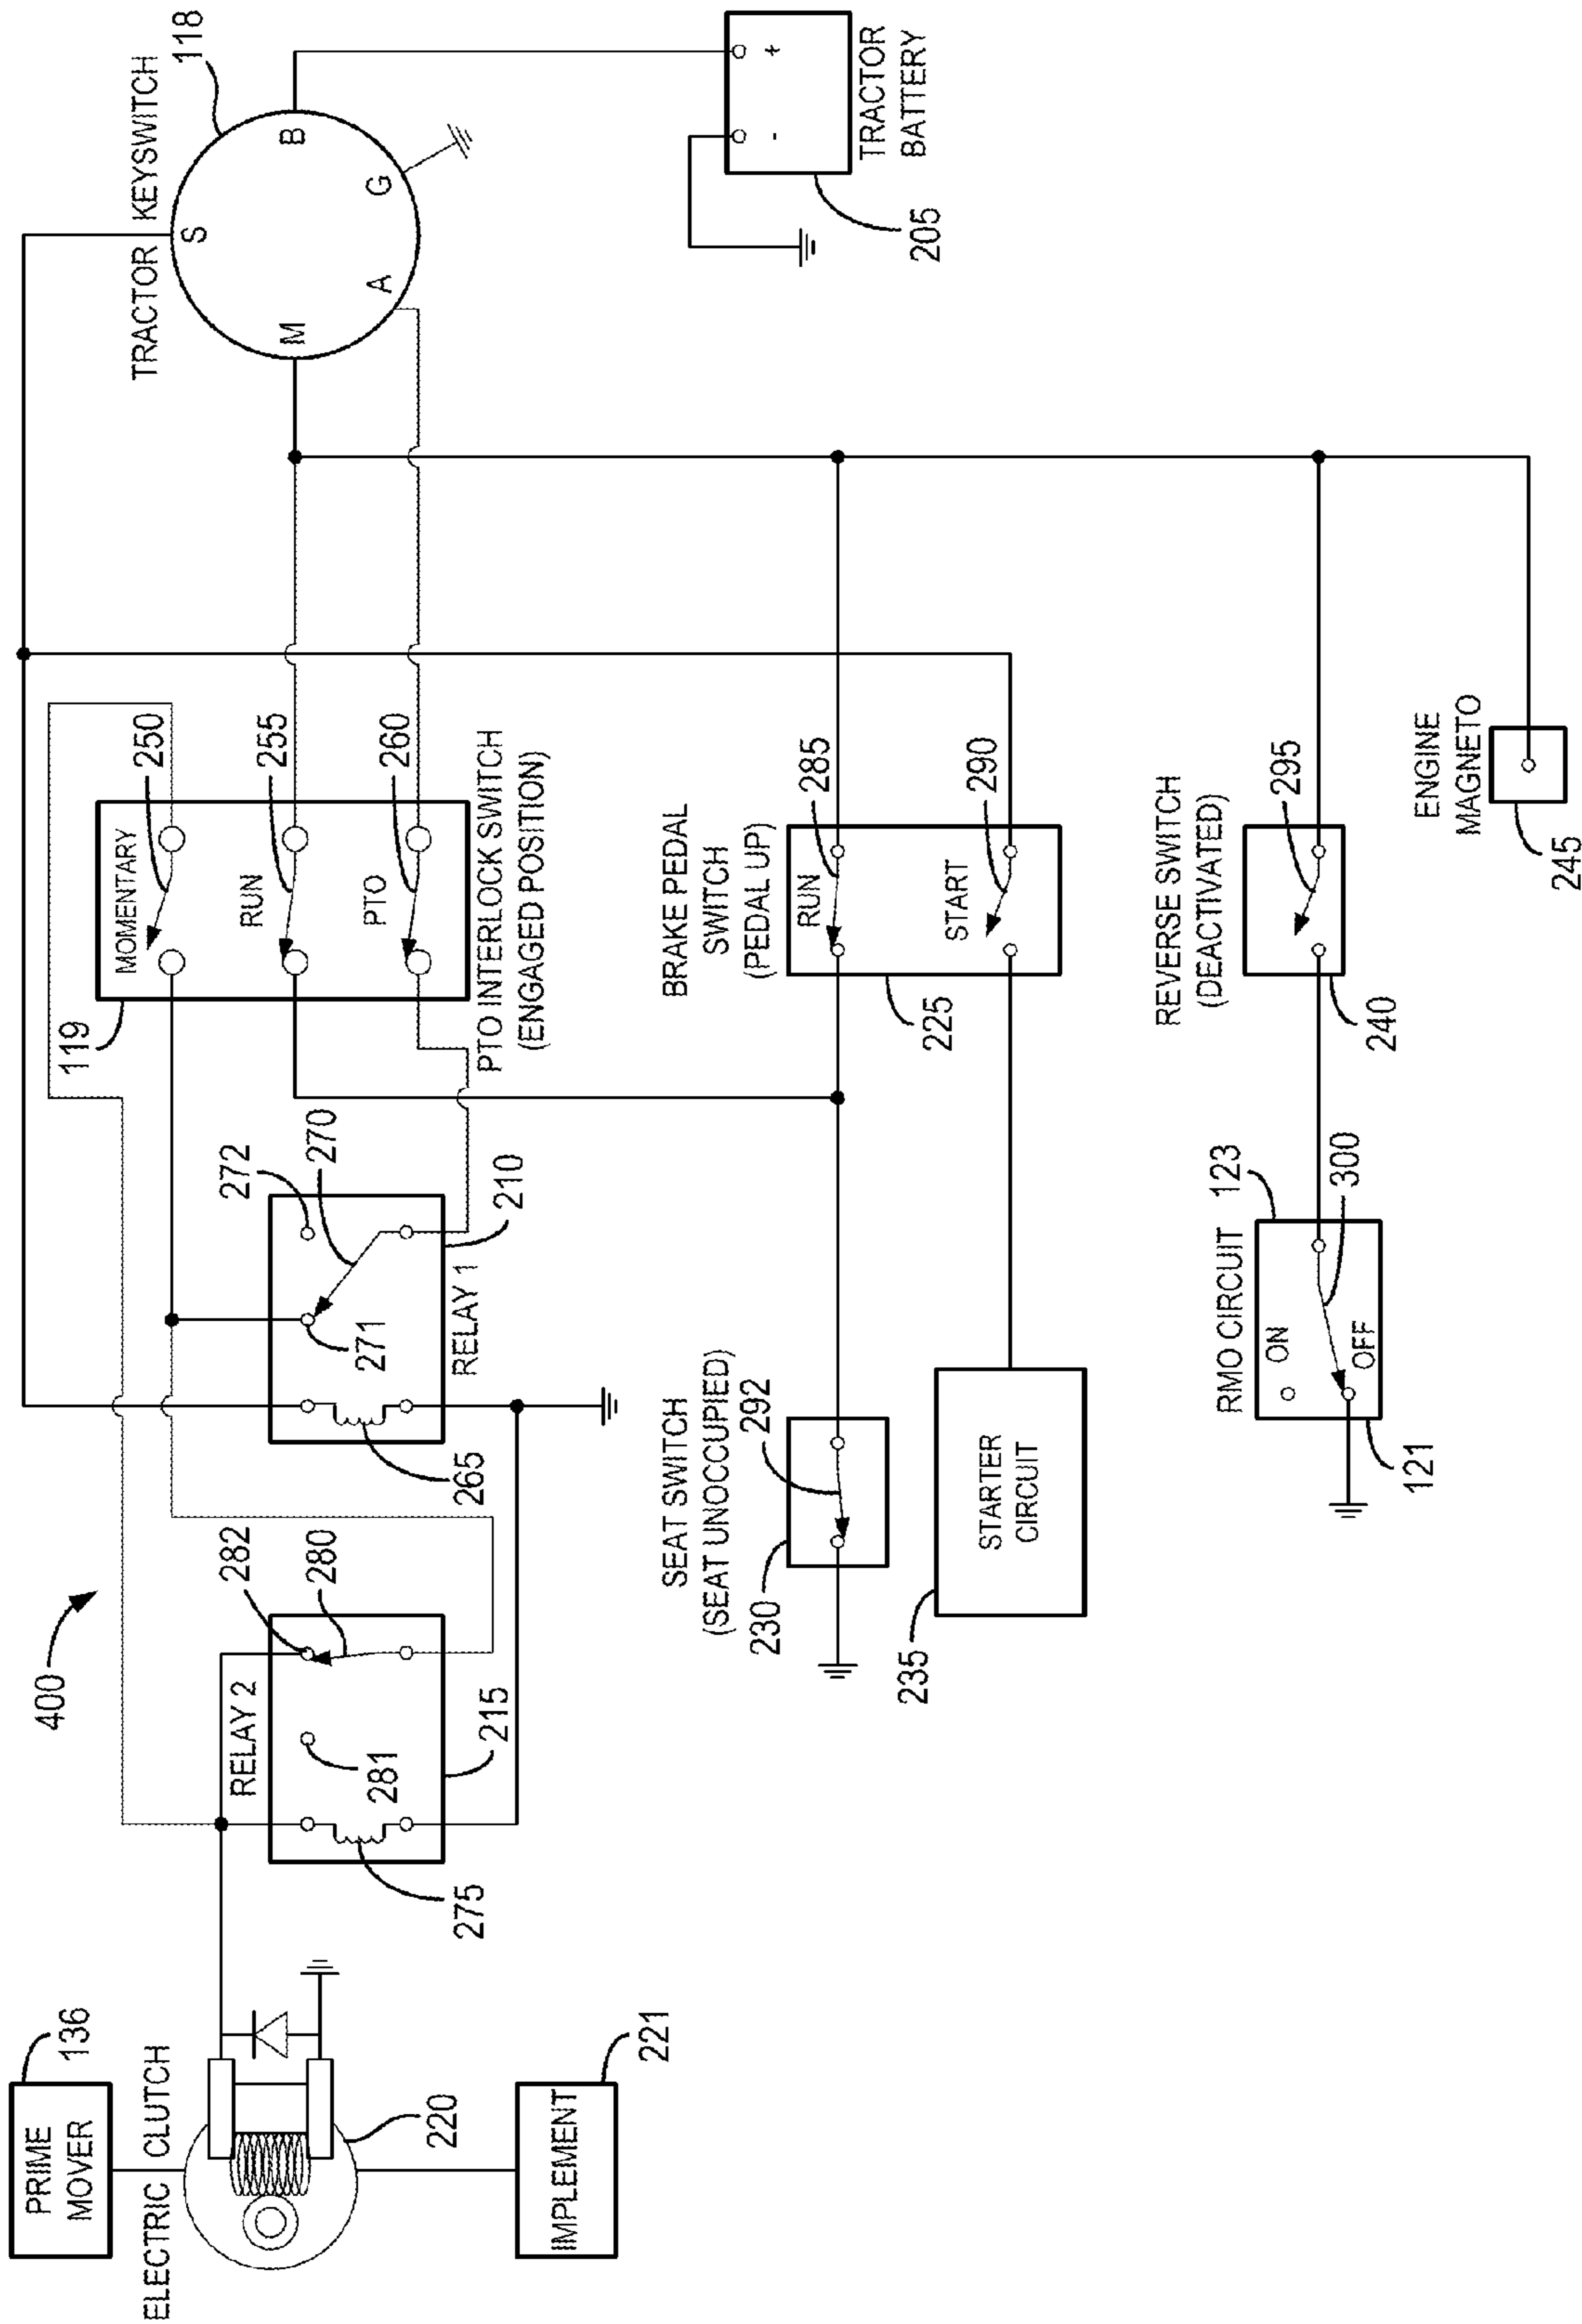 400
PRIME
MOVER
136
ELECTRIC CLUTCH
220
IMPLEMENT
221
RELAY 2
282
280
281
215
275
RELAY 1
272
270
271
210
265
119
MOMENTARY
250
RUN
255
PTO
260
PTO INTERLOCK SWITCH
(ENGAGED POSITION)
TRACTOR KEYSWITCH
118
S
B
M
A
G
+
-
TRACTOR
BATTERY
205
SEAT SWITCH
(SEAT UNOCCUPIED)
230
292
BRAKE PEDAL
SWITCH
(PEDAL UP)
RUN
285
START
290
225
235
STARTER
CIRCUIT
RMO CIRCUIT 123
ON
OFF
300
121
REVERSE SWITCH
(DEACTIVATED)
295
240
ENGINE
MAGNETO
245